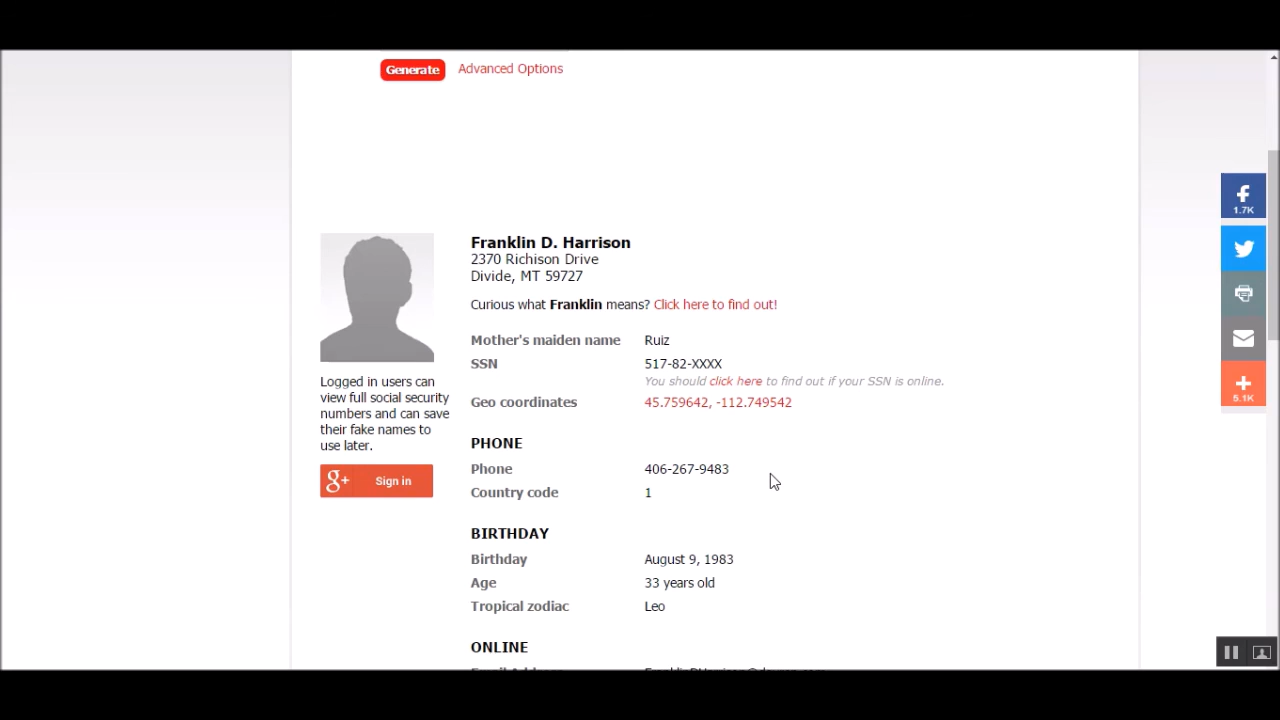 Generate Advanced Options
Franklin D. Harrison
2370 Richison Drive
Divide, MT 59727
Curious what Franklin means? Click here to find out!
Mother's maiden name Ruiz
SSN 517-82-XXXX
You should click here to find out if your SSN is online.
Geo coordinates 45.759642, -112.749542
Logged in users can
view full social security
numbers and can save
their fake names to
use later.
g+ Sign in
PHONE
Phone 406-267-9483
Country code 1
BIRTHDAY
Birthday August 9, 1983
Age 33 years old
Tropical zodiac Leo
ONLINE
1.7K
5.1K